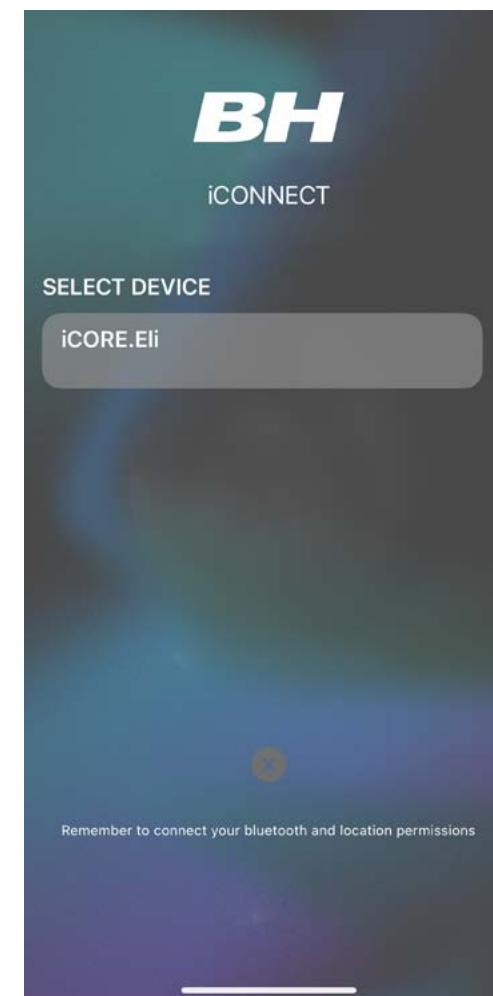 BH
iCONNECT
SELECT DEVICE
iCORE.Eli
Remember to connect your bluetooth and location permissions